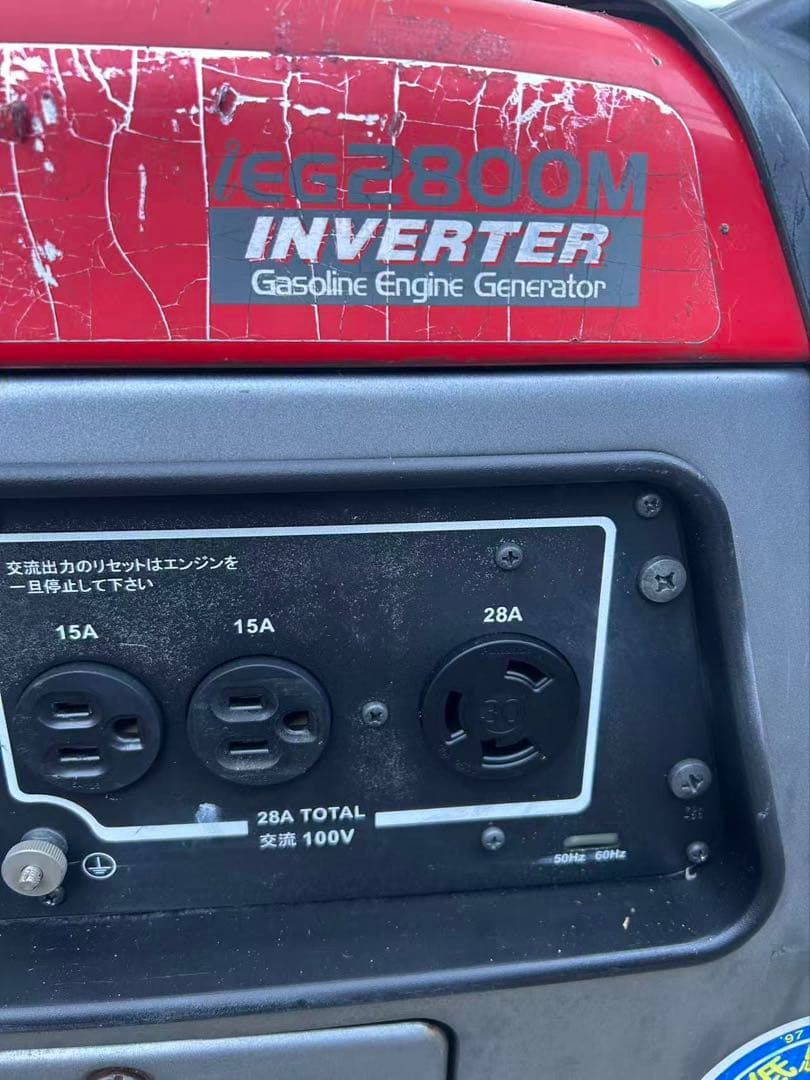 iEG2800M
INVERTER
Gasoline Engine Generator
交流出力のリセットはエンジンを
一旦停止して下さい
15A
15A
28A
30
28A TOTAL
交流 100V
50Hz 60Hz
'97